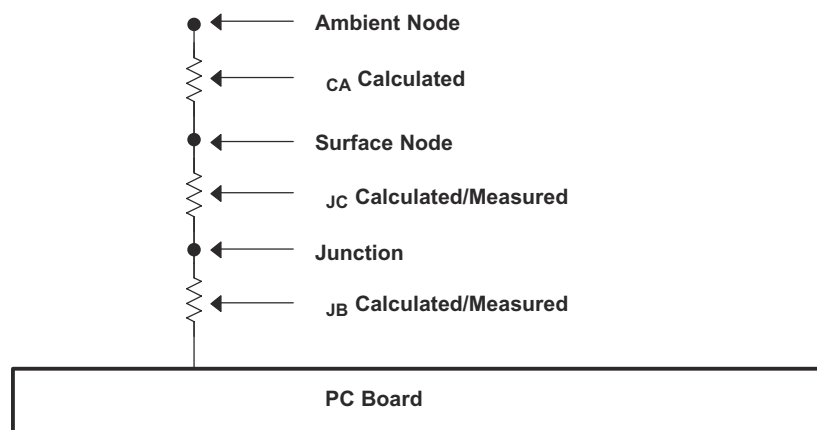 Ambient Node
CA Calculated
Surface Node
JC Calculated/Measured
Junction
JB Calculated/Measured
PC Board